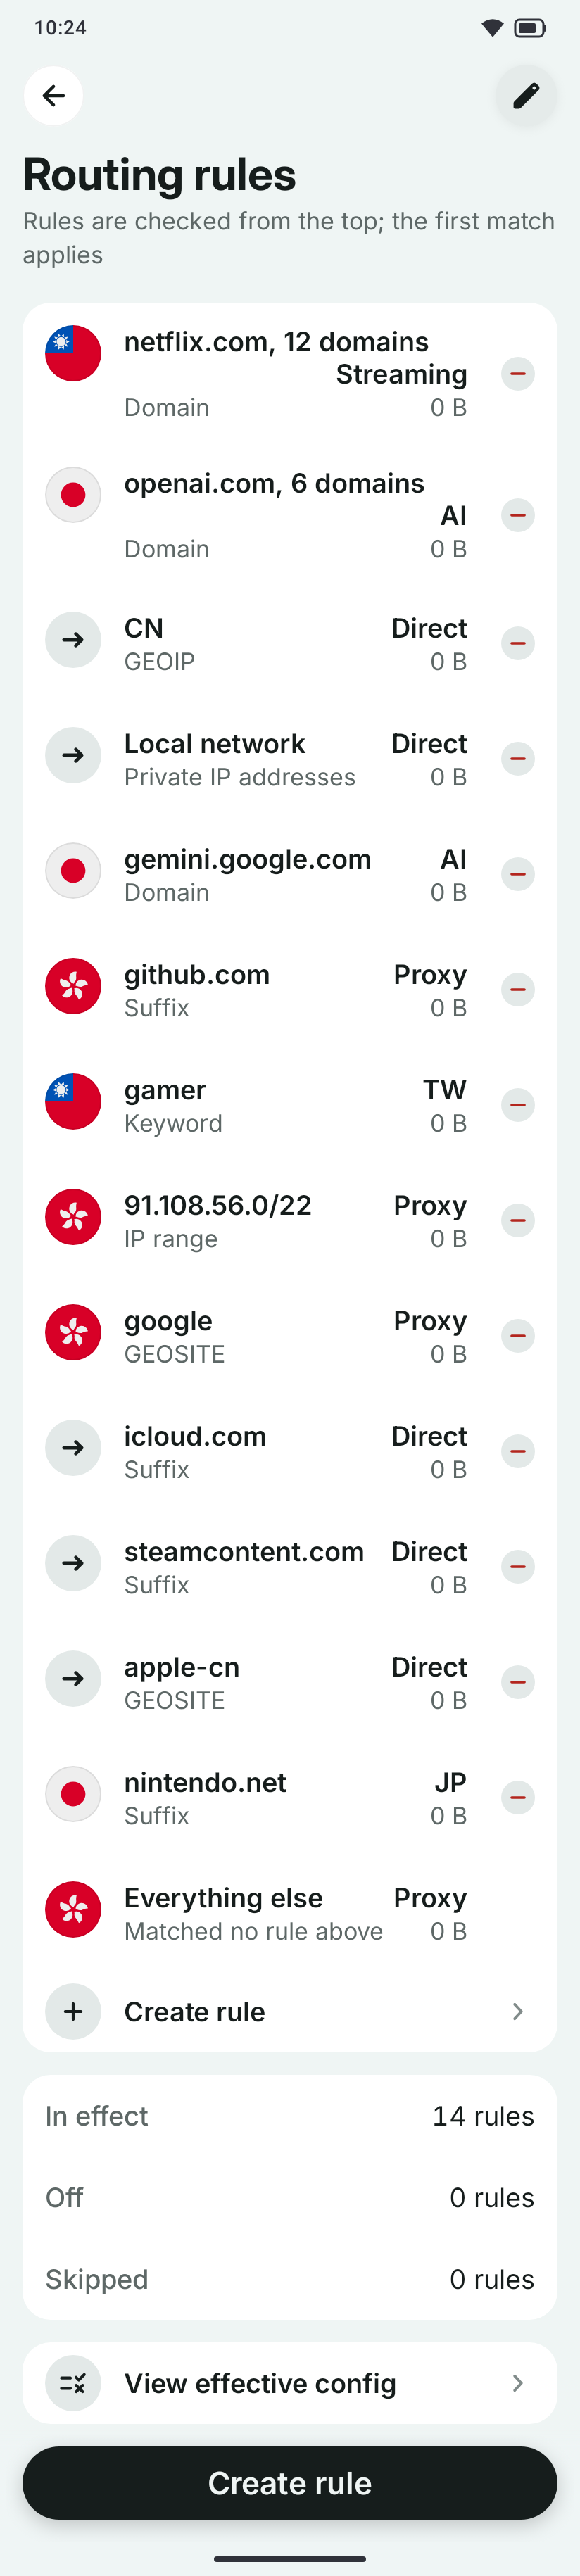 10:24
Routing rules
Rules are checked from the top; the first match
applies
netflix.com, 12 domains
Streaming
Domain 0 B
openai.com, 6 domains
AI
Domain 0 B
CN Direct
GEOIP 0 B
Local network Direct
Private IP addresses 0 B
gemini.google.com AI
Domain 0 B
github.com Proxy
Suffix 0 B
gamer TW
Keyword 0 B
91.108.56.0/22 Proxy
IP range 0 B
google Proxy
GEOSITE 0 B
icloud.com Direct
Suffix 0 B
steamcontent.com Direct
Suffix 0 B
apple-cn Direct
GEOSITE 0 B
nintendo.net JP
Suffix 0 B
Everything else Proxy
Matched no rule above 0 B
Create rule
In effect 14 rules
Off 0 rules
Skipped 0 rules
View effective config
Create rule